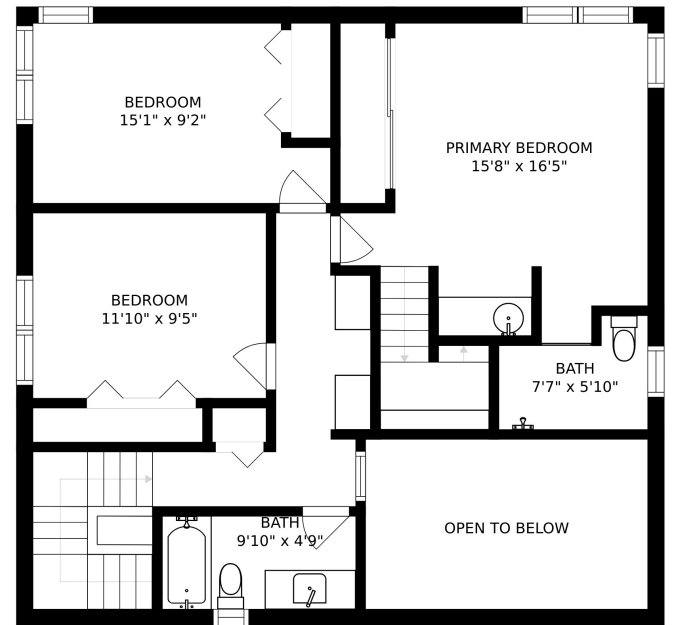 BEDROOM
15'1" x 9'2"
PRIMARY BEDROOM
15'8" x 16'5"
BEDROOM
11'10" x 9'5"
BATH
7'7" x 5'10"
BATH
9'10" x 4'9"
OPEN TO BELOW